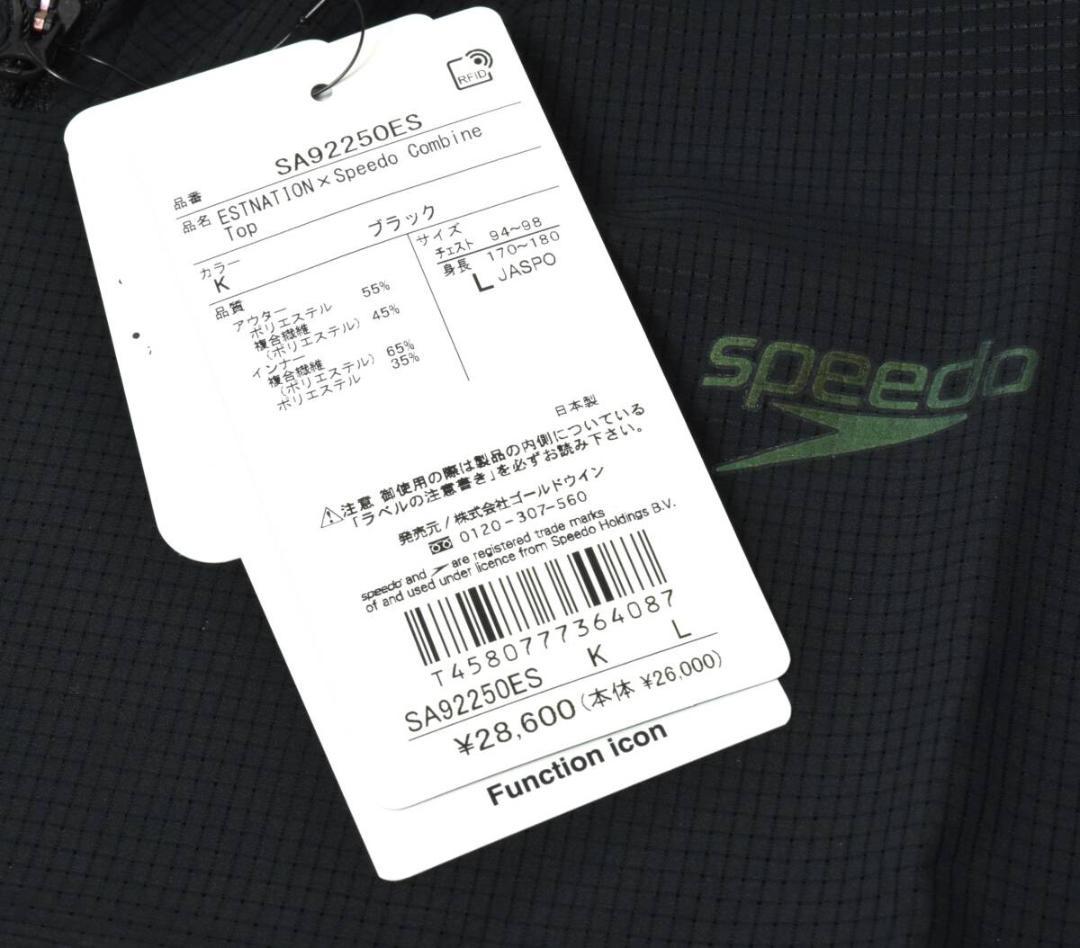 RFID
品番 SA92250ES
品名 ESTNATION×Speedo Combine
Top
カラー ブラック
K
サイズ
チェスト 94~98
身長 170~180
L JASPO
品質
アウター
ポリエステル 55%
複合繊維 45%
(ポリエステル)
インナー
複合繊維 65%
(ポリエステル)
ポリエステル 35%
日本製
注意 御使用の際は製品の内側についている
「ラベルの注意書き」を必ずお読み下さい。
発売元/株式会社ゴールドウイン
0120-307-560
speedo and are registered trade marks
of and used under licence from Speedo Holdings B.V.
T4580777364087
SA92250ES K L
¥28,600(本体 ¥26,000)
Function icon
speedo